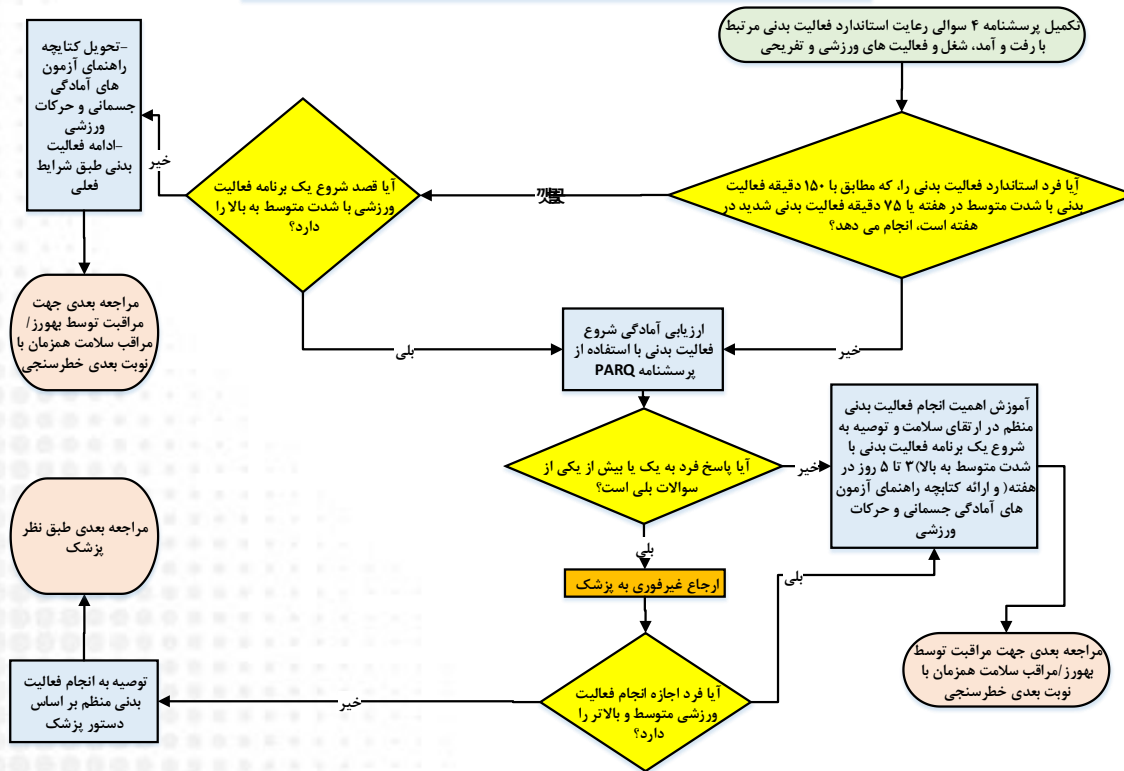 تکمیل پرسشنامه ۴ سوالی رعایت استاندارد فعالیت بدنی مرتبط
با رفت و آمد، شغل و فعالیت های ورزشی و تفریحی
آیا فرد استاندارد فعالیت بدنی را، که مطابق با ۱۵۰ دقیقه فعالیت
بدنی با شدت متوسط در هفته یا ۷۵ دقیقه فعالیت بدنی شدید در
هفته است، انجام می دهد؟
آیا قصد شروع یک برنامه فعالیت
ورزشی با شدت متوسط به بالا را
دارد؟
خیر
-تحویل کتابچه
راهنمای آزمون
های آمادگی
جسمانی و حرکات
ورزشی
-ادامه فعالیت
بدنی طبق شرایط
فعلی
مراجعه بعدی جهت
مراقبت توسط بهورز/
مراقب سلامت همزمان با
نوبت بعدی خطرسنجی
خیر
بلی
ارزیابی آمادگی شروع
فعالیت بدنی با استفاده از
پرسشنامه PARQ
آیا پاسخ فرد به یک یا بیش از یکی از
سوالات بلی است؟
خیر
آموزش اهمیت انجام فعالیت بدنی
منظم در ارتقای سلامت و توصیه به
شروع یک برنامه فعالیت بدنی با
شدت متوسط به بالا)۳ تا ۵ روز در
هفته( و ارائه کتابچه راهنمای آزمون
های آمادگی جسمانی و حرکات
ورزشی
مراجعه بعدی جهت مراقبت توسط
بهورز/مراقب سلامت همزمان با
نوبت بعدی خطرسنجی
بلی
ارجاع غیرفوری به پزشک
آیا فرد اجازه انجام فعالیت
ورزشی متوسط و بالاتر را
دارد؟
بلی
خیر
توصیه به انجام فعالیت
بدنی منظم بر اساس
دستور پزشک
مراجعه بعدی طبق نظر
پزشک